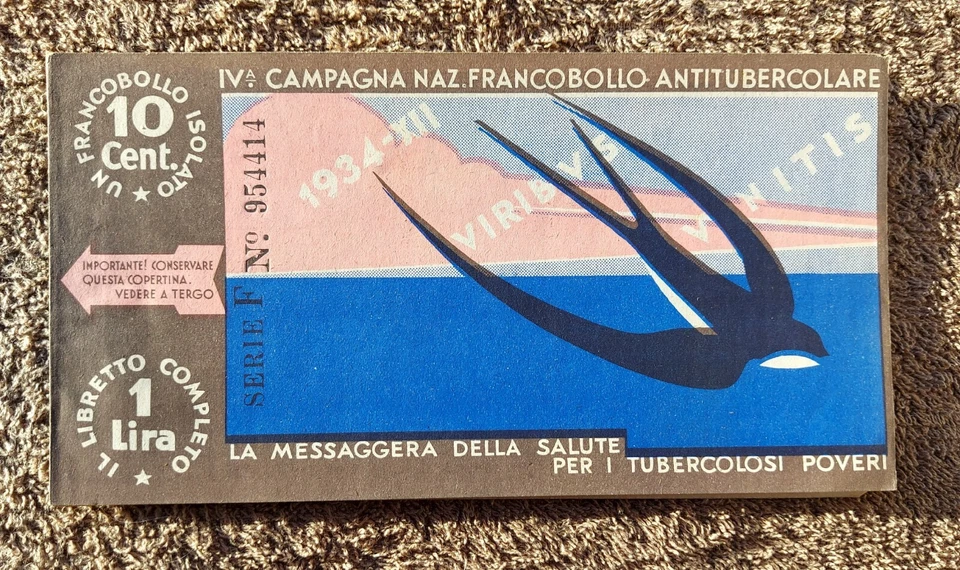 IVA CAMPAGNA NAZ. FRANCOBOLLO ANTITUBERCOLARE
UN FRANCOBOLLO ISOLATO
10
Cent.
1934-XII
VIRIBVS VNITIS
SERIE F No. 954414
IMPORTANTE! CONSERVARE
QUESTA COPERTINA.
VEDERE A TERGO
IL LIBRETTO COMPLETO
1
Lira
LA MESSAGGERA DELLA SALUTE
PER I TUBERCOLOSI POVERI